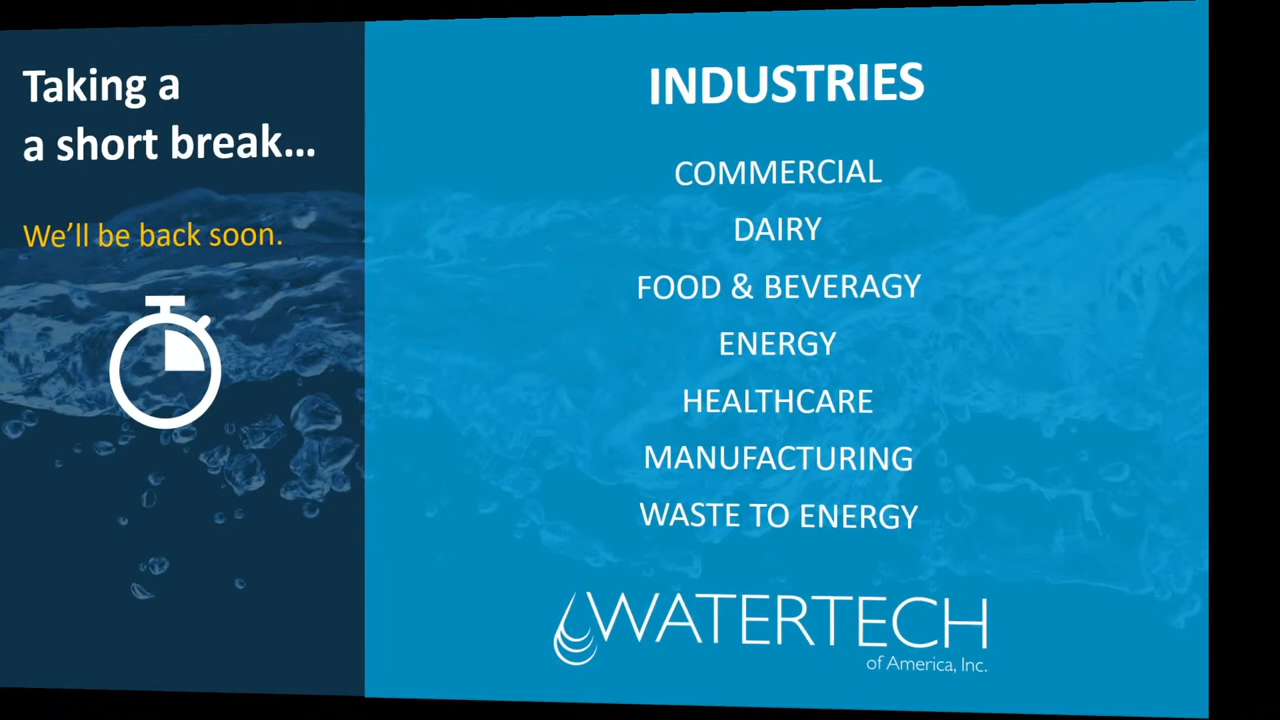 Taking a
a short break...
We'll be back soon.
INDUSTRIES
COMMERCIAL
DAIRY
FOOD & BEVERAGY
ENERGY
HEALTHCARE
MANUFACTURING
WASTE TO ENERGY
WATERTECH
of America, Inc.